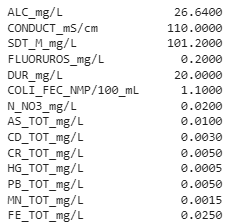 ALC_mg/L 26.6400
CONDUCT_mS/cm 110.0000
SDT_M_mg/L 101.2000
FLUORUROS_mg/L 0.2000
DUR_mg/L 20.0000
COLI_FEC_NMP/100_mL 1.1000
N_NO3_mg/L 0.0200
AS_TOT_mg/L 0.0100
CD_TOT_mg/L 0.0030
CR_TOT_mg/L 0.0050
HG_TOT_mg/L 0.0005
PB_TOT_mg/L 0.0050
MN_TOT_mg/L 0.0015
FE_TOT_mg/L 0.0250